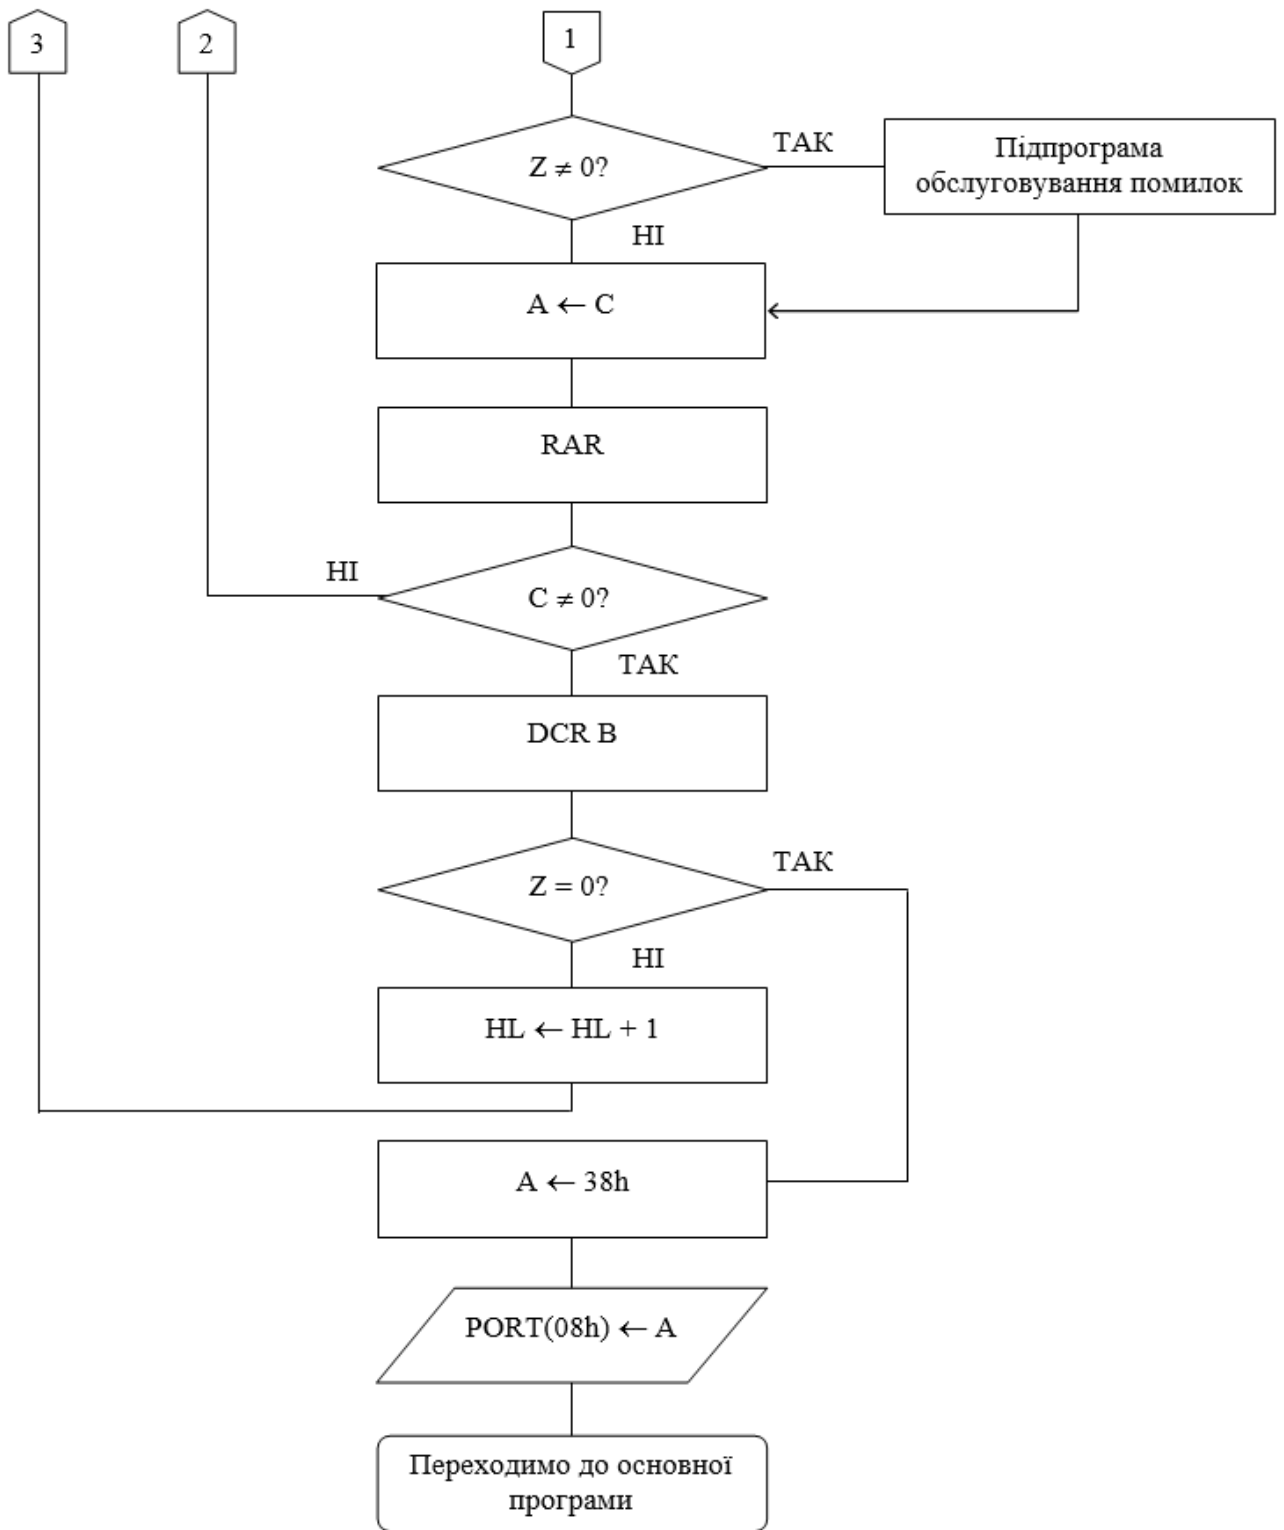 3
2
1
Z ≠ 0?
ТАК
Підпрограма
обслуговування помилок
НІ
A ← C
RAR
НІ
C ≠ 0?
ТАК
DCR B
Z = 0?
ТАК
НІ
HL ← HL + 1
A ← 38h
PORT(08h) ← A
Переходимо до основної
програми